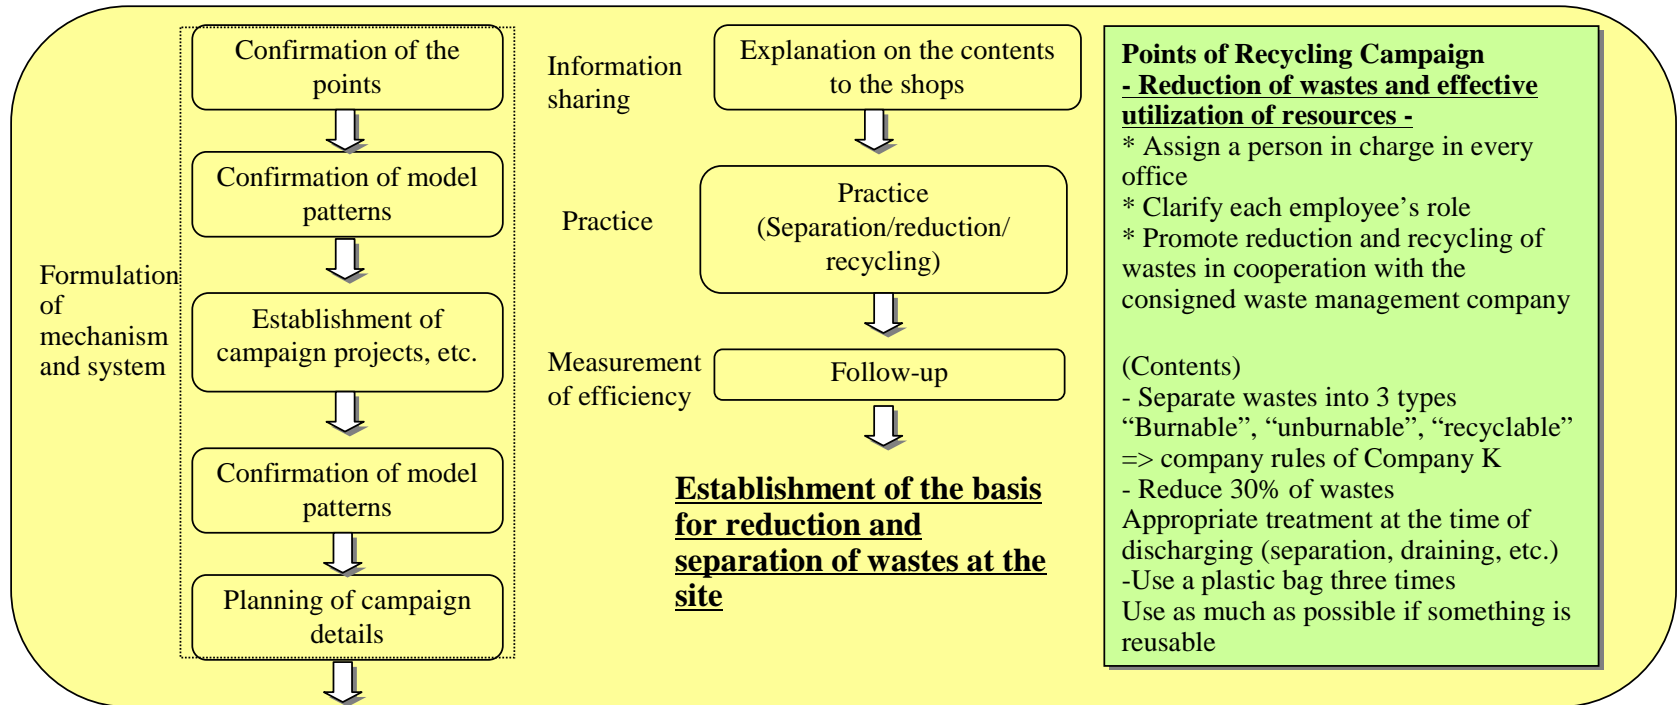 Formulation
of
mechanism
and system
Confirmation of the
points
Confirmation of model
patterns
Establishment of
campaign projects, etc.
Confirmation of model
patterns
Planning of campaign
details
Information
sharing
Explanation on the contents
to the shops
Practice
Practice
(Separation/reduction/
recycling)
Measurement
of efficiency
Follow-up
Establishment of the basis
for reduction and
separation of wastes at the
site
Points of Recycling Campaign
- Reduction of wastes and effective
utilization of resources -
* Assign a person in charge in every
office
* Clarify each employee’s role
* Promote reduction and recycling of
wastes in cooperation with the
consigned waste management company
(Contents)
- Separate wastes into 3 types
“Burnable”, “unburnable”, “recyclable”
=> company rules of Company K
- Reduce 30% of wastes
Appropriate treatment at the time of
discharging (separation, draining, etc.)
-Use a plastic bag three times
Use as much as possible if something is
reusable